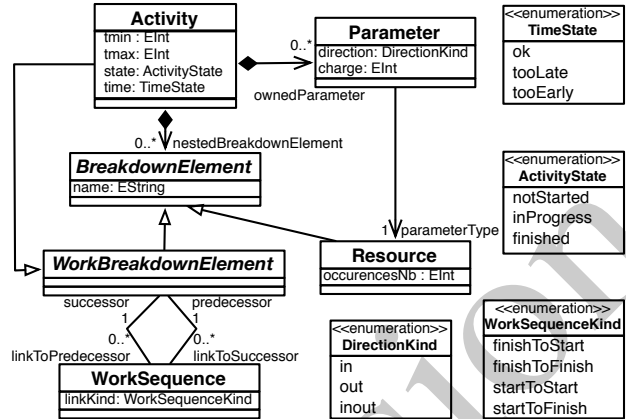 Activity
tmin : EInt
tmax : EInt
state: ActivityState
time: TimeState
0..*
Parameter
direction: DirectionKind
charge: EInt
ownedParameter
<<enumeration>>
TimeState
ok
tooLate
tooEarly
0..*
nestedBreakdownElement
BreakdownElement
name: EString
<<enumeration>>
ActivityState
notStarted
inProgress
finished
1
parameterType
Resource
occurencesNb : EInt
WorkBreakdownElement
successor
predecessor
1
1
0..*
0..*
linkToPredecessor
linkToSuccessor
WorkSequence
linkKind: WorkSequenceKind
<<enumeration>>
DirectionKind
in
out
inout
<<enumeration>>
WorkSequenceKind
finishToStart
finishToFinish
startToStart
startToFinish